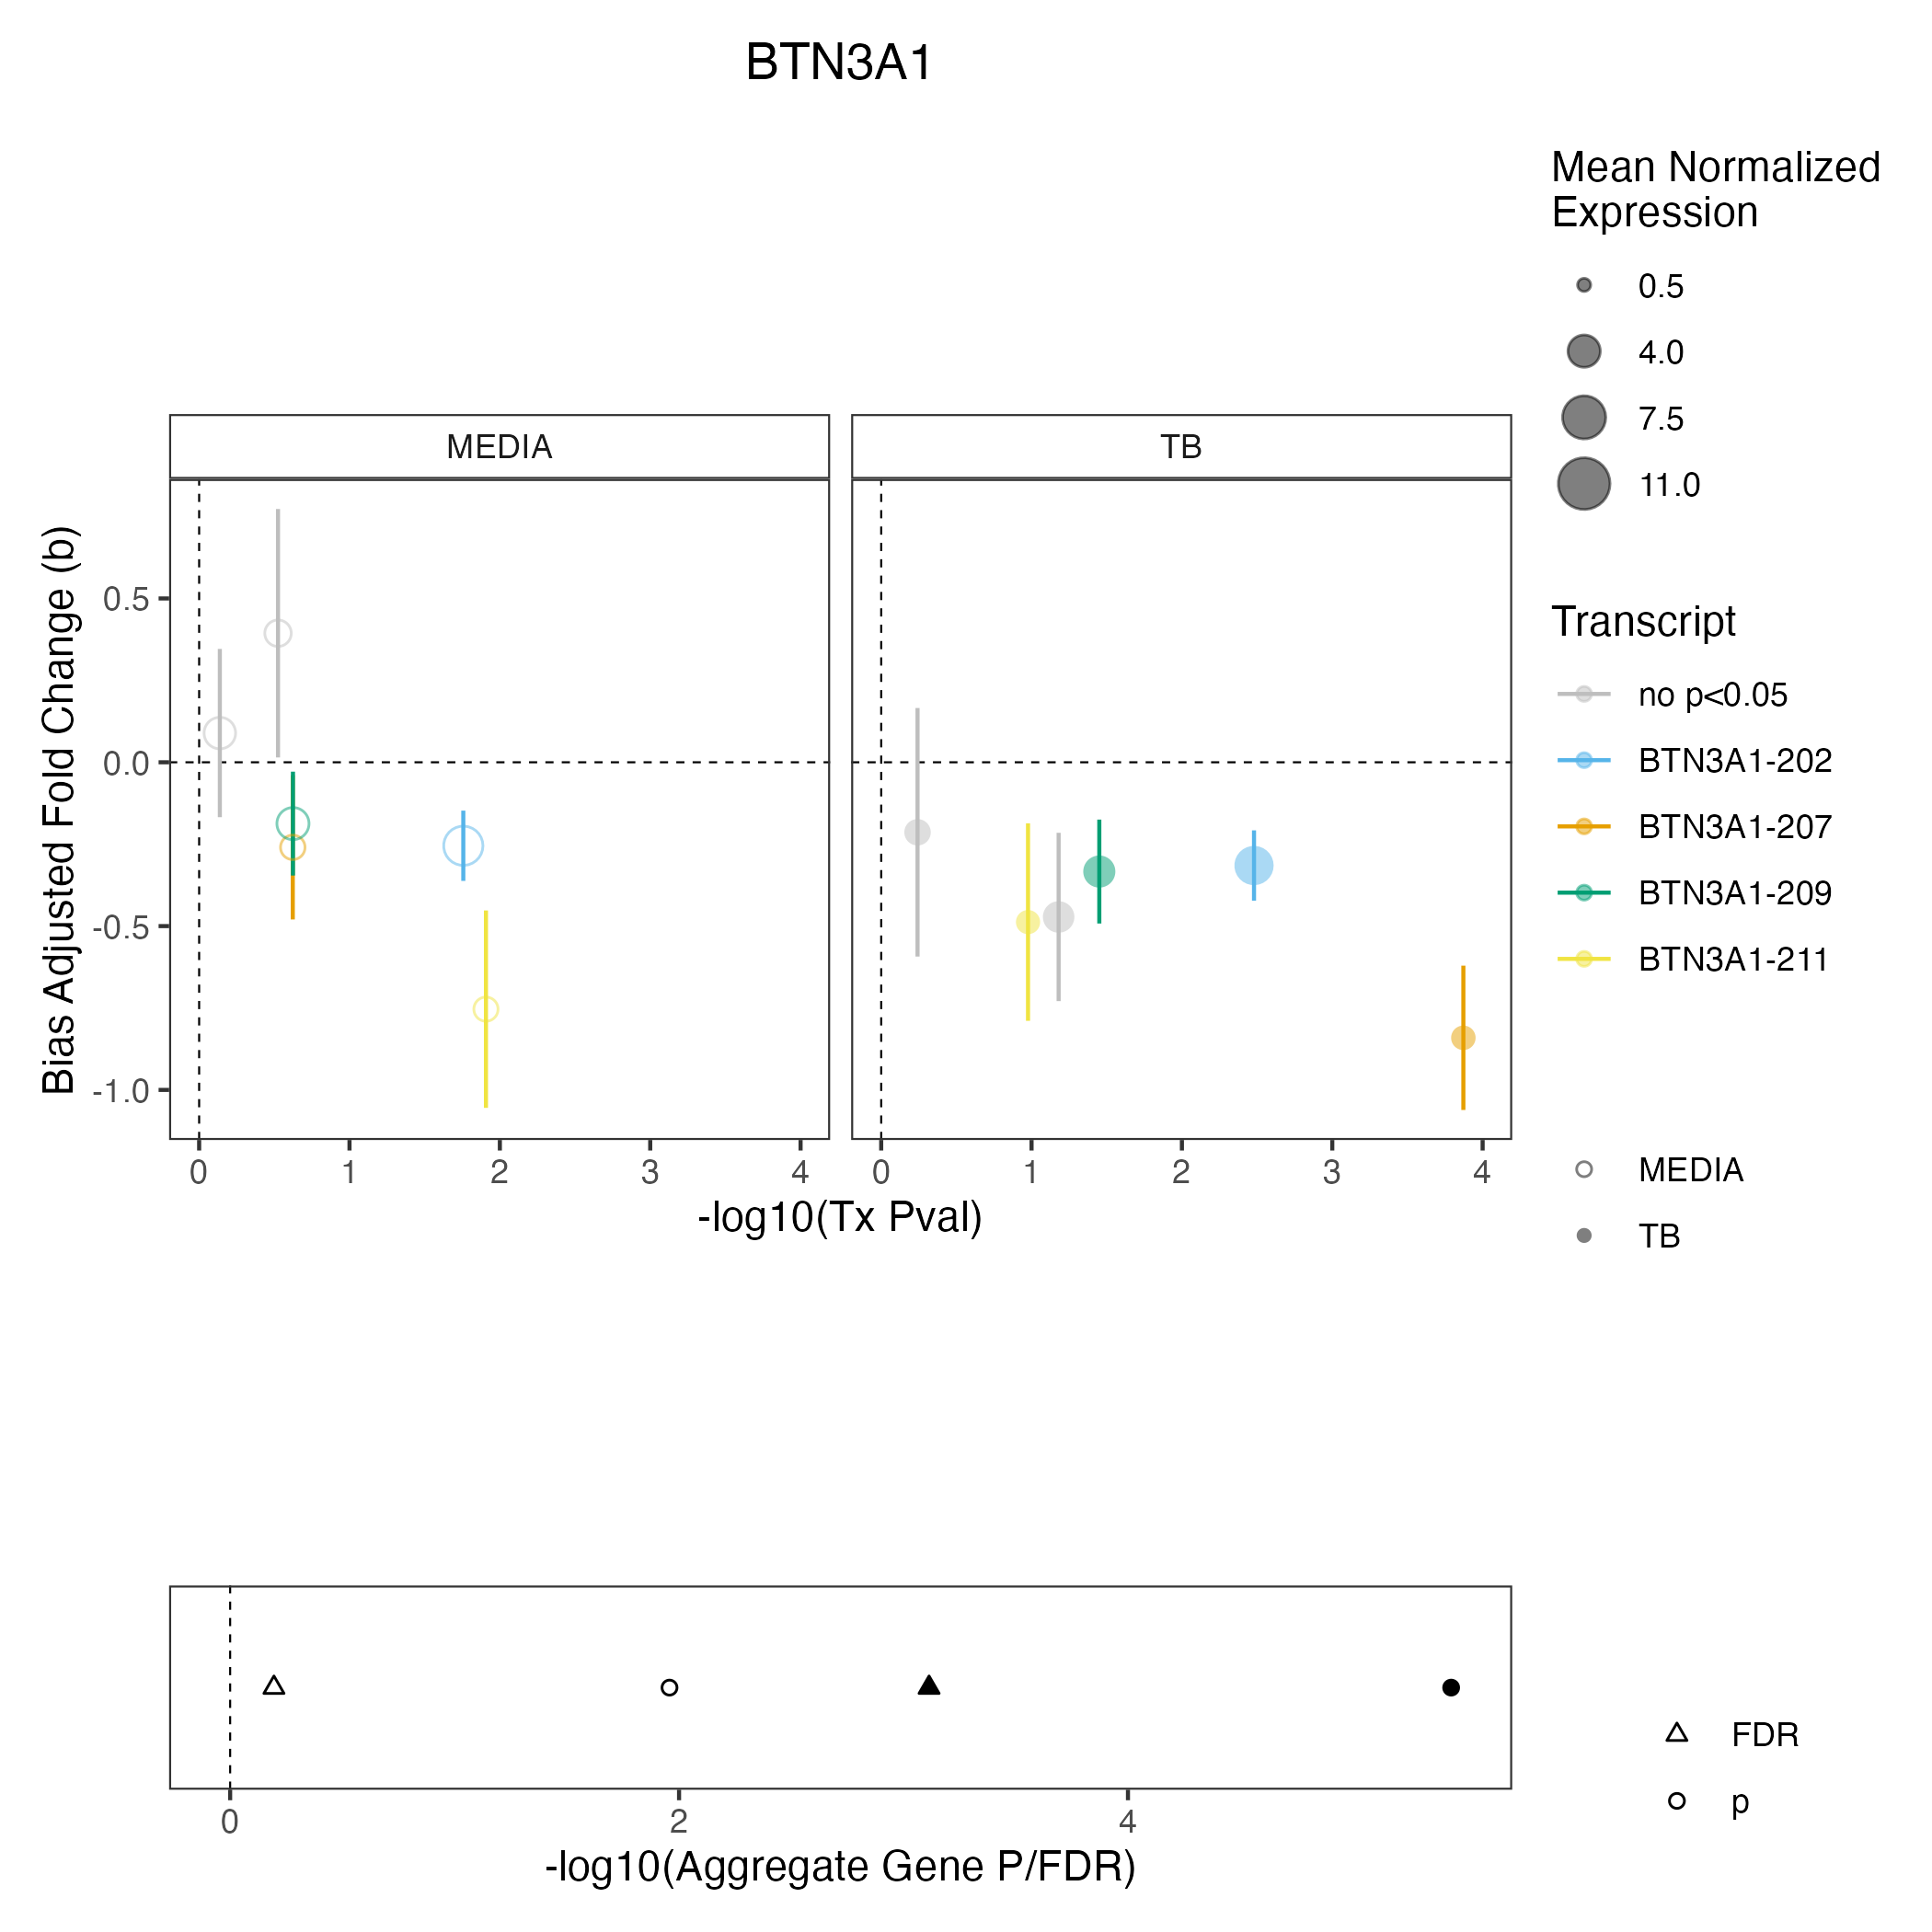 BTN3A1
Mean Normalized
Expression
0.5
4.0
7.5
11.0
MEDIA
TB
Bias Adjusted Fold Change (b)
0.5
0.0
-0.5
-1.0
0 1 2 3 4
0 1 2 3 4
-log10(Tx Pval)
Transcript
no p<0.05
BTN3A1-202
BTN3A1-207
BTN3A1-209
BTN3A1-211
MEDIA
TB
0 2 4
-log10(Aggregate Gene P/FDR)
FDR
p